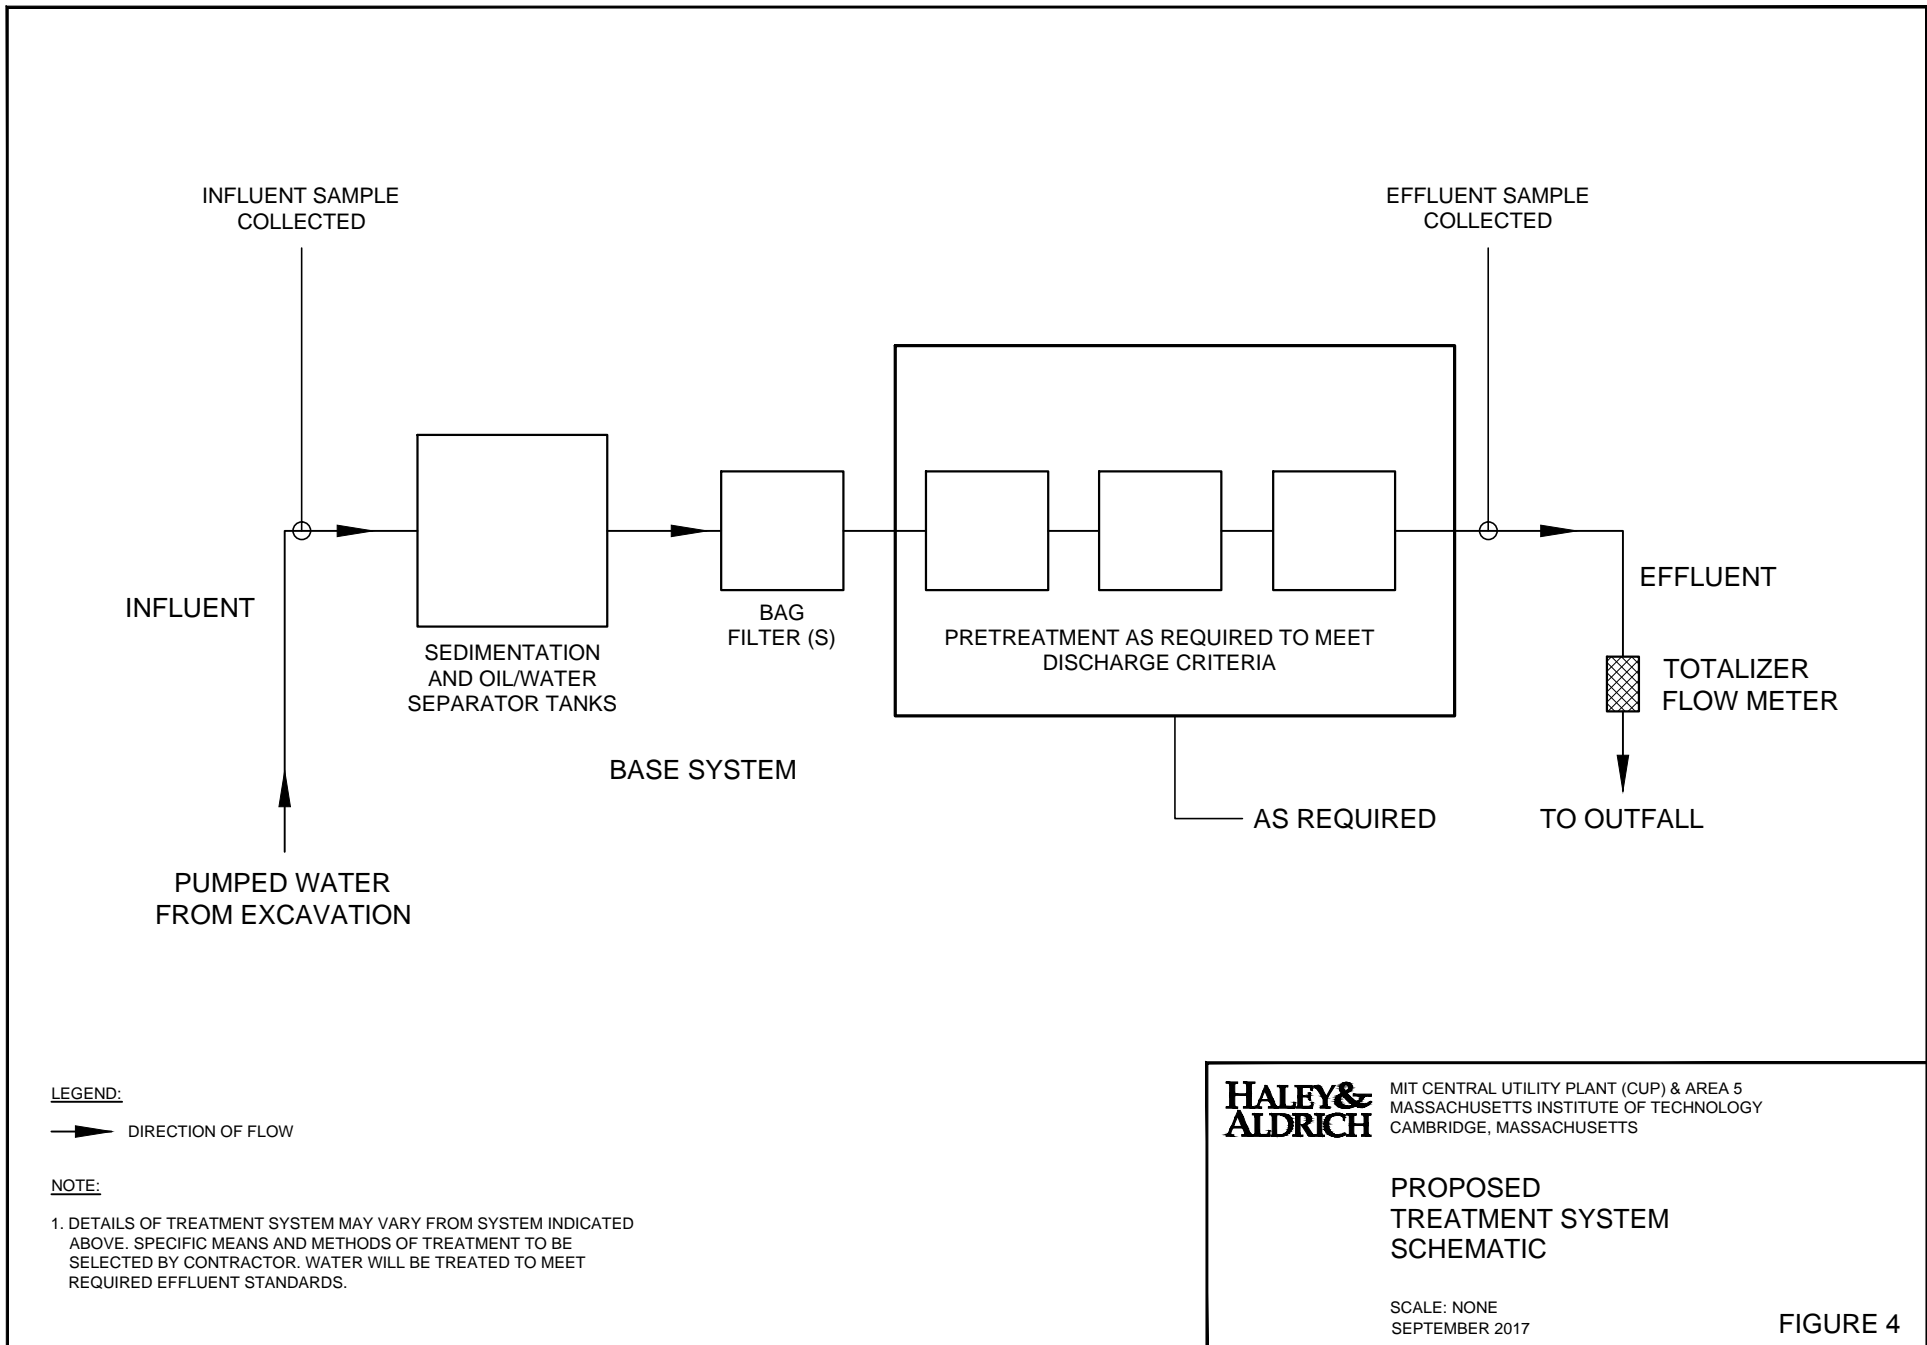 INFLUENT SAMPLE
COLLECTED
EFFLUENT SAMPLE
COLLECTED
INFLUENT
SEDIMENTATION
AND OIL/WATER
SEPARATOR TANKS
BAG
FILTER (S)
PRETREATMENT AS REQUIRED TO MEET
DISCHARGE CRITERIA
EFFLUENT
TOTALIZER
FLOW METER
BASE SYSTEM
AS REQUIRED
TO OUTFALL
PUMPED WATER
FROM EXCAVATION
LEGEND:
DIRECTION OF FLOW
NOTE:
1. DETAILS OF TREATMENT SYSTEM MAY VARY FROM SYSTEM INDICATED
ABOVE. SPECIFIC MEANS AND METHODS OF TREATMENT TO BE
SELECTED BY CONTRACTOR. WATER WILL BE TREATED TO MEET
REQUIRED EFFLUENT STANDARDS.
HALEY&
ALDRICH
MIT CENTRAL UTILITY PLANT (CUP) & AREA 5
MASSACHUSETTS INSTITUTE OF TECHNOLOGY
CAMBRIDGE, MASSACHUSETTS
PROPOSED
TREATMENT SYSTEM
SCHEMATIC
SCALE: NONE
SEPTEMBER 2017
FIGURE 4